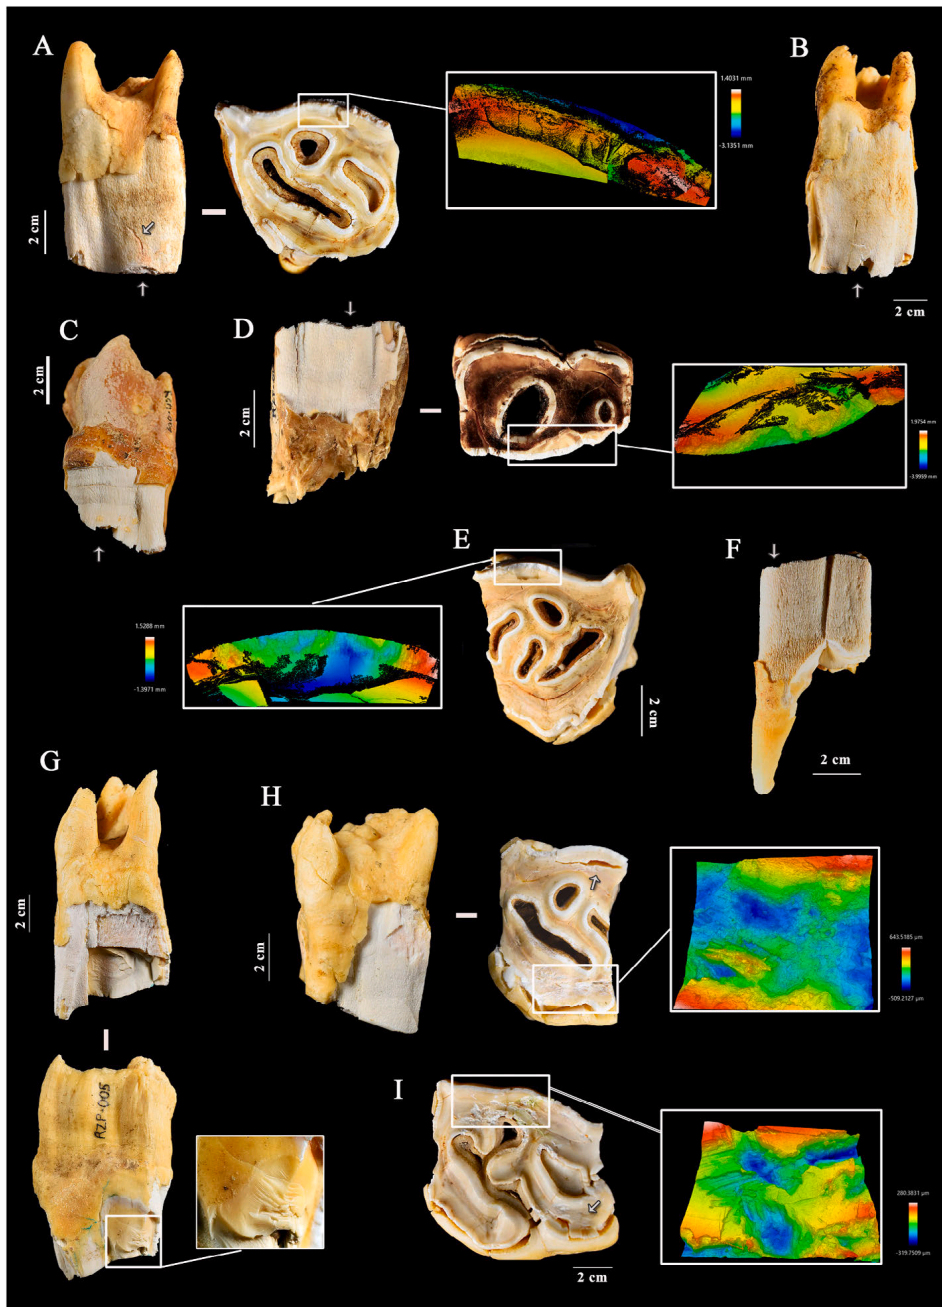 A
1.4031 mm
-3.1351 mm
B
2 cm
2 cm
C
D
2 cm
2 cm
1.9754 mm
-3.9959 mm
E
F
1.5288 mm
-1.3971 mm
2 cm
2 cm
G
H
2 cm
2 cm
643.5185 µm
-509.2127 µm
RZP-005
I
280.3831 µm
-319.7509 µm
2 cm